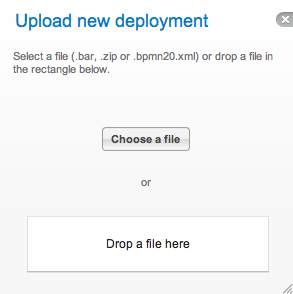 Upload new deployment
Select a file (.bar, .zip or .bpmn20.xml) or drop a file in
the rectangle below.
Choose a file
or
Drop a file here